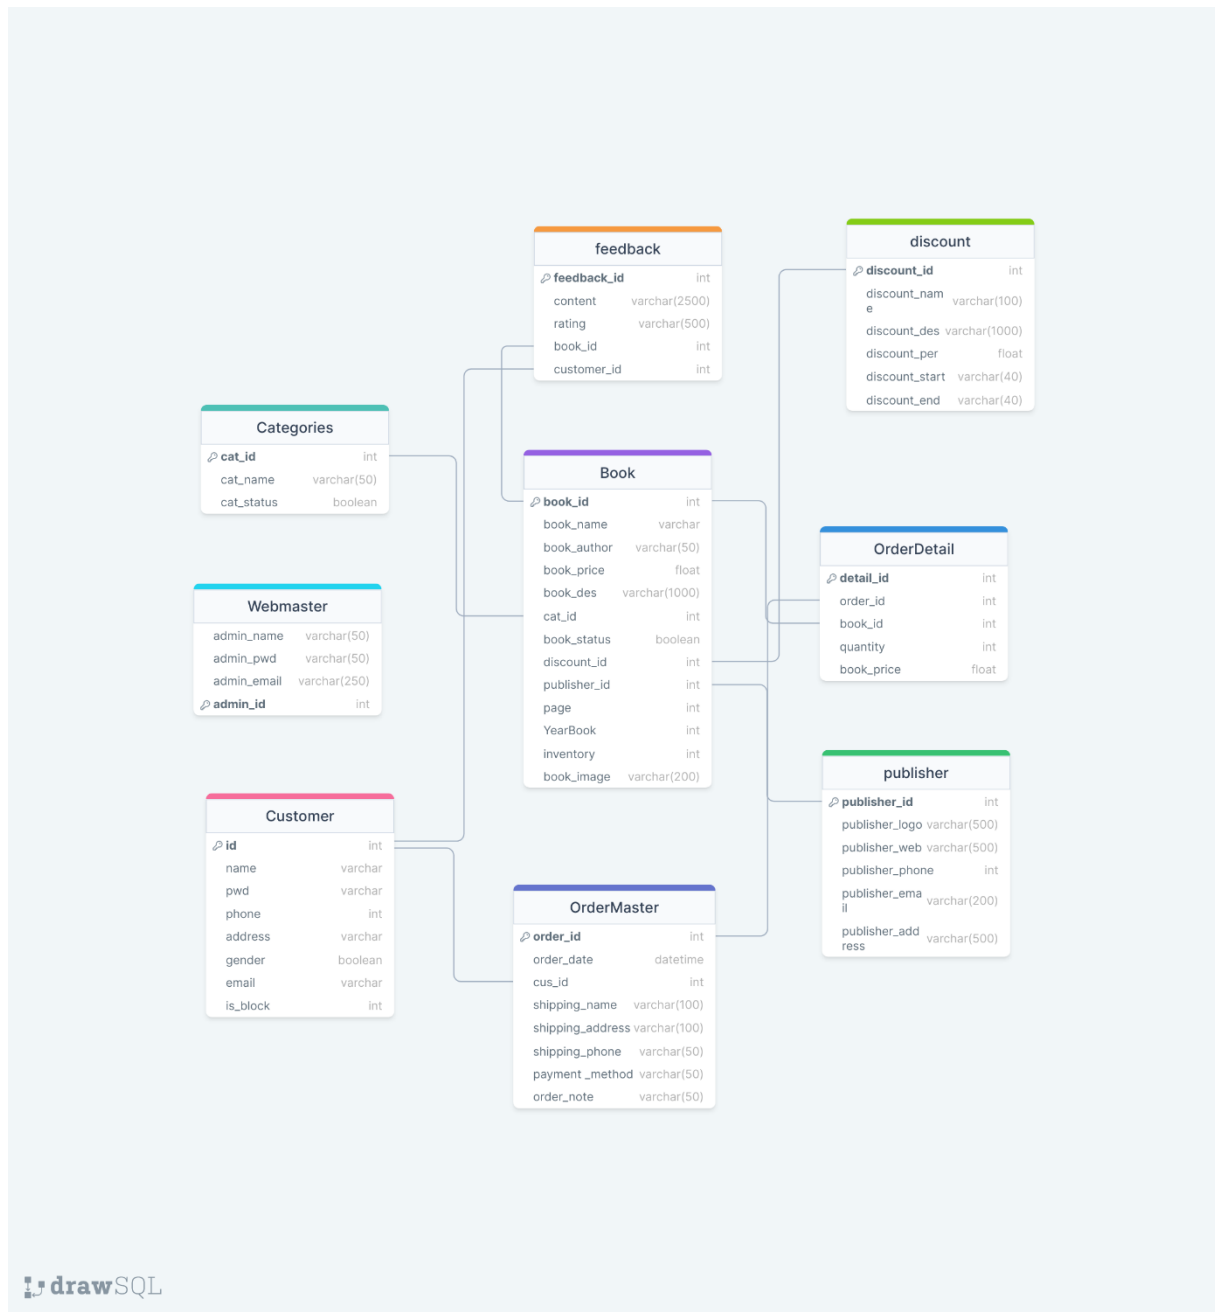 feedback
feedback_id int
content varchar(2500)
rating varchar(500)
book_id int
customer_id int
discount
discount_id int
discount_nam
e varchar(100)
discount_des varchar(1000)
discount_per float
discount_start varchar(40)
discount_end varchar(40)
Categories
cat_id int
cat_name varchar(50)
cat_status boolean
Book
book_id int
book_name varchar
book_author varchar(50)
book_price float
book_des varchar(1000)
cat_id int
book_status boolean
discount_id int
publisher_id int
page int
YearBook int
inventory int
book_image varchar(200)
OrderDetail
detail_id int
order_id int
book_id int
quantity int
book_price float
Webmaster
admin_name varchar(50)
admin_pwd varchar(50)
admin_email varchar(250)
admin_id int
publisher
publisher_id int
publisher_logo varchar(500)
publisher_web varchar(500)
publisher_phone int
publisher_ema
il varchar(200)
publisher_add
ress varchar(500)
Customer
id int
name varchar
pwd varchar
phone int
address varchar
gender boolean
email varchar
is_block int
OrderMaster
order_id int
order_date datetime
cus_id int
shipping_name varchar(100)
shipping_address varchar(100)
shipping_phone varchar(50)
payment _method varchar(50)
order_note varchar(50)
drawSQL